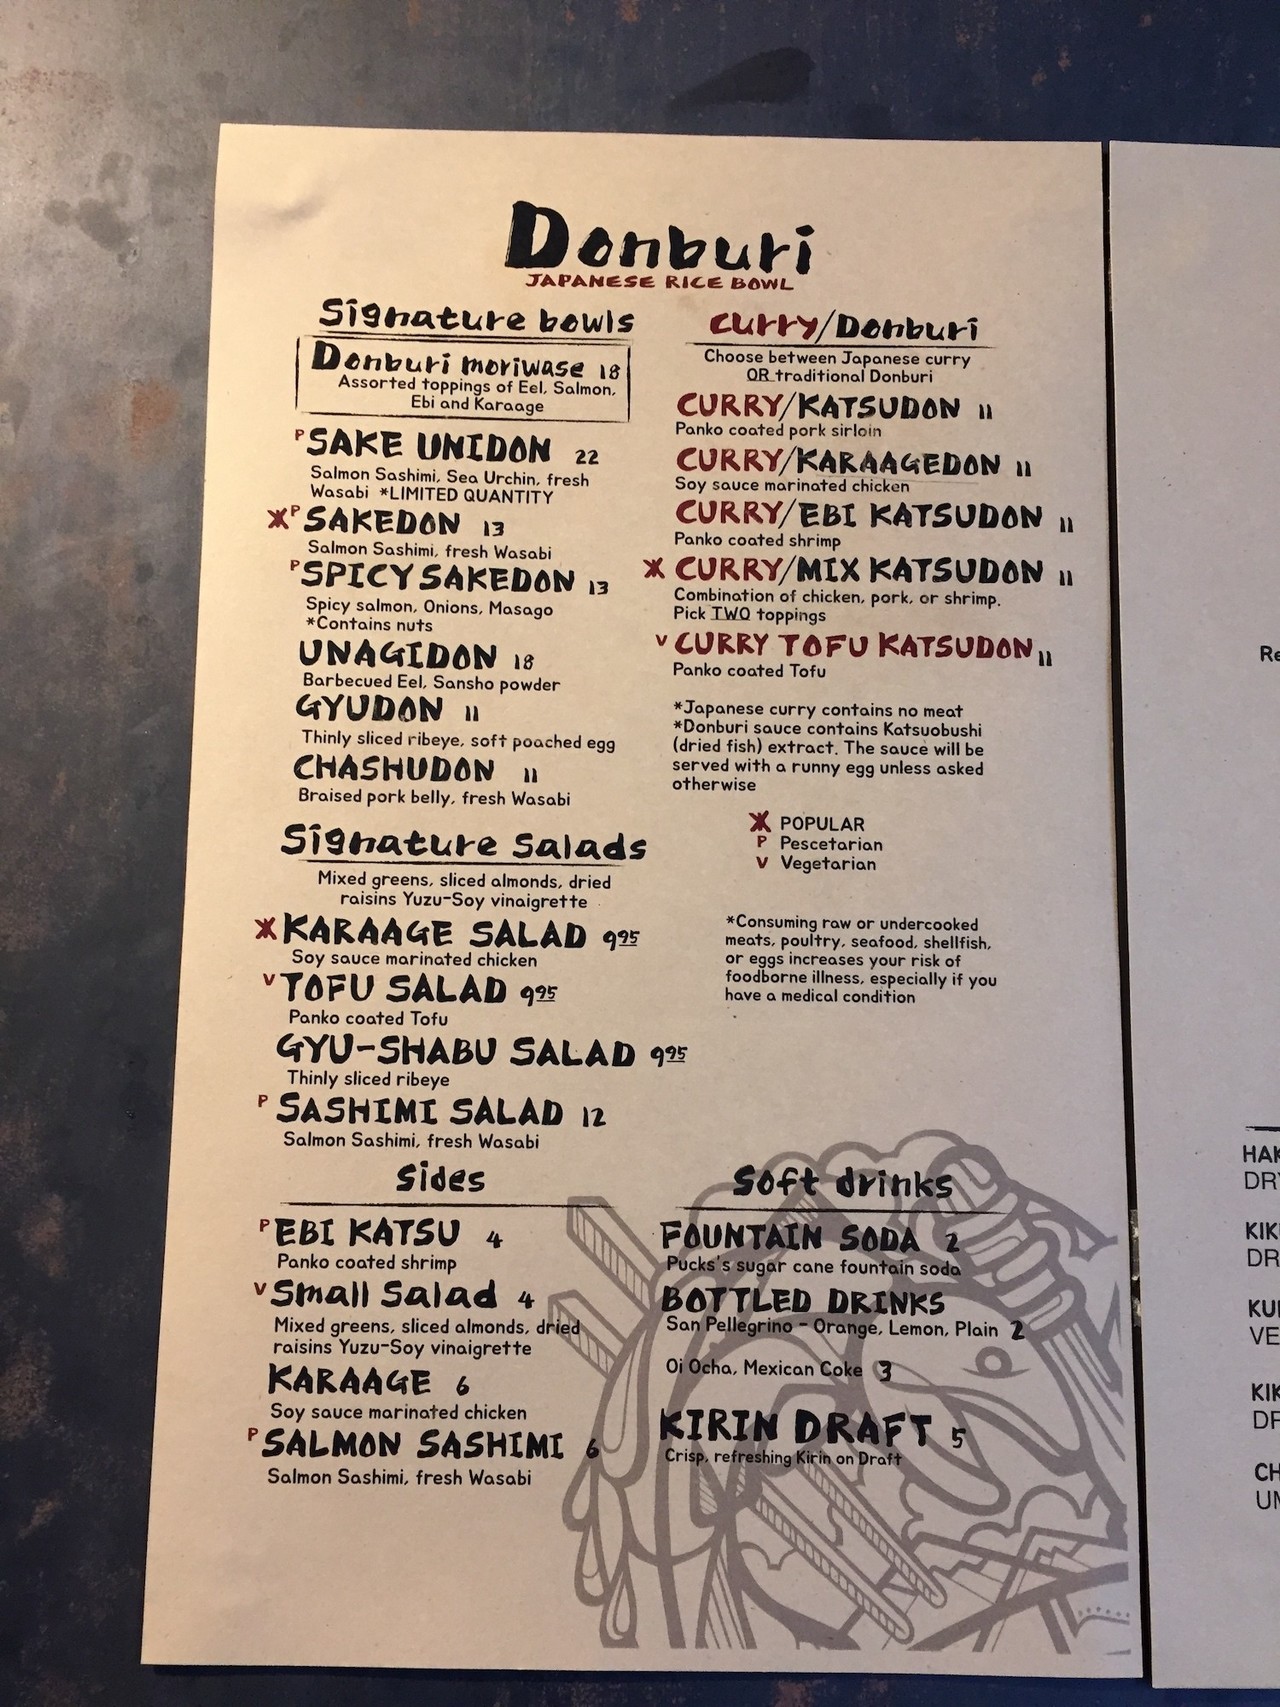 Donburi
JAPANESE RICE BOWL
Signature bowls
Donburi moriwase 18
Assorted toppings of Eel, Salmon,
Ebi and Karaage
P SAKE UNIDON 22
Salmon Sashimi, Sea Urchin, fresh
Wasabi *LIMITED QUANTITY
P SAKEDON 13
Salmon Sashimi, fresh Wasabi
P SPICY SAKEDON 13
Spicy salmon, Onions, Masago
*Contains nuts
UNAGIDON 18
Barbecued Eel, Sansho powder
GYUDON 11
Thinly sliced ribeye, soft poached egg
CHASHUDON 11
Braised pork belly, fresh Wasabi
Signature Salads
Mixed greens, sliced almonds, dried
raisins Yuzu-Soy vinaigrette
KARAAGE SALAD 995
Soy sauce marinated chicken
V TOFU SALAD 995
Panko coated Tofu
GYU-SHABU SALAD 995
Thinly sliced ribeye
P SASHIMI SALAD 12
Salmon Sashimi, fresh Wasabi
Sides
P EBI KATSU 4
Panko coated shrimp
V Small Salad 4
Mixed greens, sliced almonds, dried
raisins Yuzu-Soy vinaigrette
KARAAGE 6
Soy sauce marinated chicken
P SALMON SASHIMI 6
Salmon Sashimi, fresh Wasabi
Curry/Donburi
Choose between Japanese curry
OR traditional Donburi
CURRY/KATSUDON 11
Panko coated pork sirloin
CURRY/KARAAGEDON 11
Soy sauce marinated chicken
CURRY/EBI KATSUDON 11
Panko coated shrimp
CURRY/MIX KATSUDON 11
Combination of chicken, pork, or shrimp.
Pick TWO toppings
V CURRY TOFU KATSUDON 11
Panko coated Tofu
*Japanese curry contains no meat
*Donburi sauce contains Katsuobushi
(dried fish) extract. The sauce will be
served with a runny egg unless asked
otherwise
POPULAR
P Pescetarian
V Vegetarian
*Consuming raw or undercooked
meats, poultry, seafood, shellfish,
or eggs increases your risk of
foodborne illness, especially if you
have a medical condition
Soft drinks
FOUNTAIN SODA 2
Pucks's sugar cane fountain soda
BOTTLED DRINKS
San Pellegrino - Orange, Lemon, Plain 2
Oi Ocha, Mexican Coke 3
KIRIN DRAFT 5
Crisp, refreshing Kirin on Draft